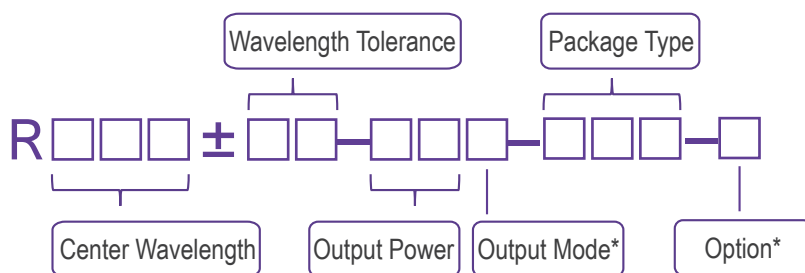 Wavelength Tolerance Package Type
R □□□ ± □□-□□□-□□□-□
Center Wavelength Output Power Output Mode* Option*